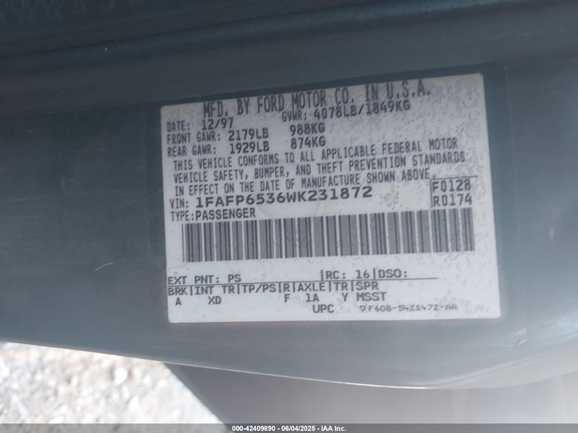 MFD. BY FORD MOTOR CO. IN U.S.A.
DATE: 12/97 GVWR: 4078LB/1849KG
FRONT GAWR: 2179LB 988KG
REAR GAWR: 1929LB 874KG
THIS VEHICLE CONFORMS TO ALL APPLICABLE FEDERAL MOTOR
VEHICLE SAFETY, BUMPER, AND THEFT PREVENTION STANDARDS
IN EFFECT ON THE DATE OF MANUFACTURE SHOWN ABOVE.
VIN: 1FAFP6536WK231872 F0128
TYPE: PASSENGER R0174
EXT PNT: PS |RC: 16|DSO:
BRK|INT TR|TP/PS|R|AXLE|TR|SPR
A XD F 1A Y MSST
UPC
000-42409890 - 06/04/2025 - IAA Inc.